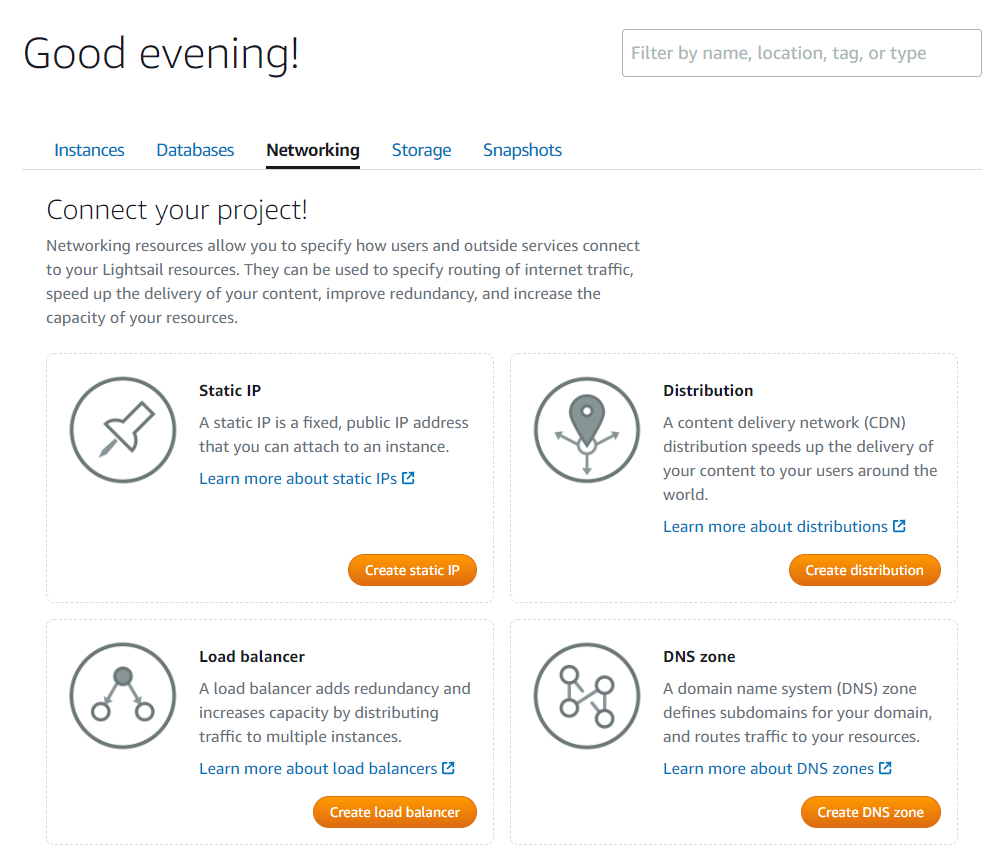 Good evening!
Filter by name, location, tag, or type
Instances
Databases
Networking
Storage
Snapshots
Connect your project!
Networking resources allow you to specify how users and outside services connect
to your Lightsail resources. They can be used to specify routing of internet traffic,
speed up the delivery of your content, improve redundancy, and increase the
capacity of your resources.
Static IP
A static IP is a fixed, public IP address
that you can attach to an instance.
Learn more about static IPs
Create static IP
Distribution
A content delivery network (CDN)
distribution speeds up the delivery of
your content to your users around the
world.
Learn more about distributions
Create distribution
Load balancer
A load balancer adds redundancy and
increases capacity by distributing
traffic to multiple instances.
Learn more about load balancers
Create load balancer
DNS zone
A domain name system (DNS) zone
defines subdomains for your domain,
and routes traffic to your resources.
Learn more about DNS zones
Create DNS zone